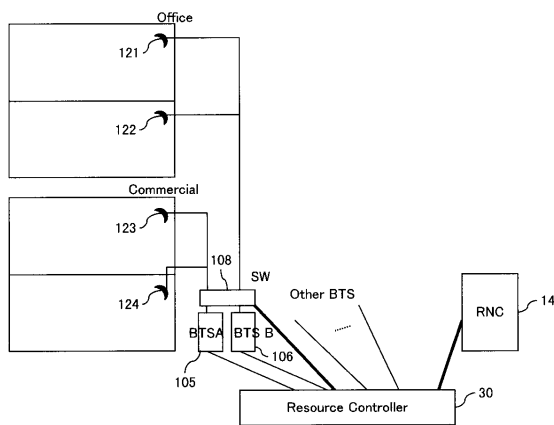 Office
121
122
Commercial
123
124
108
SW
Other BTS
RNC
14
BTSA
BTS B
105
106
Resource Controller
30